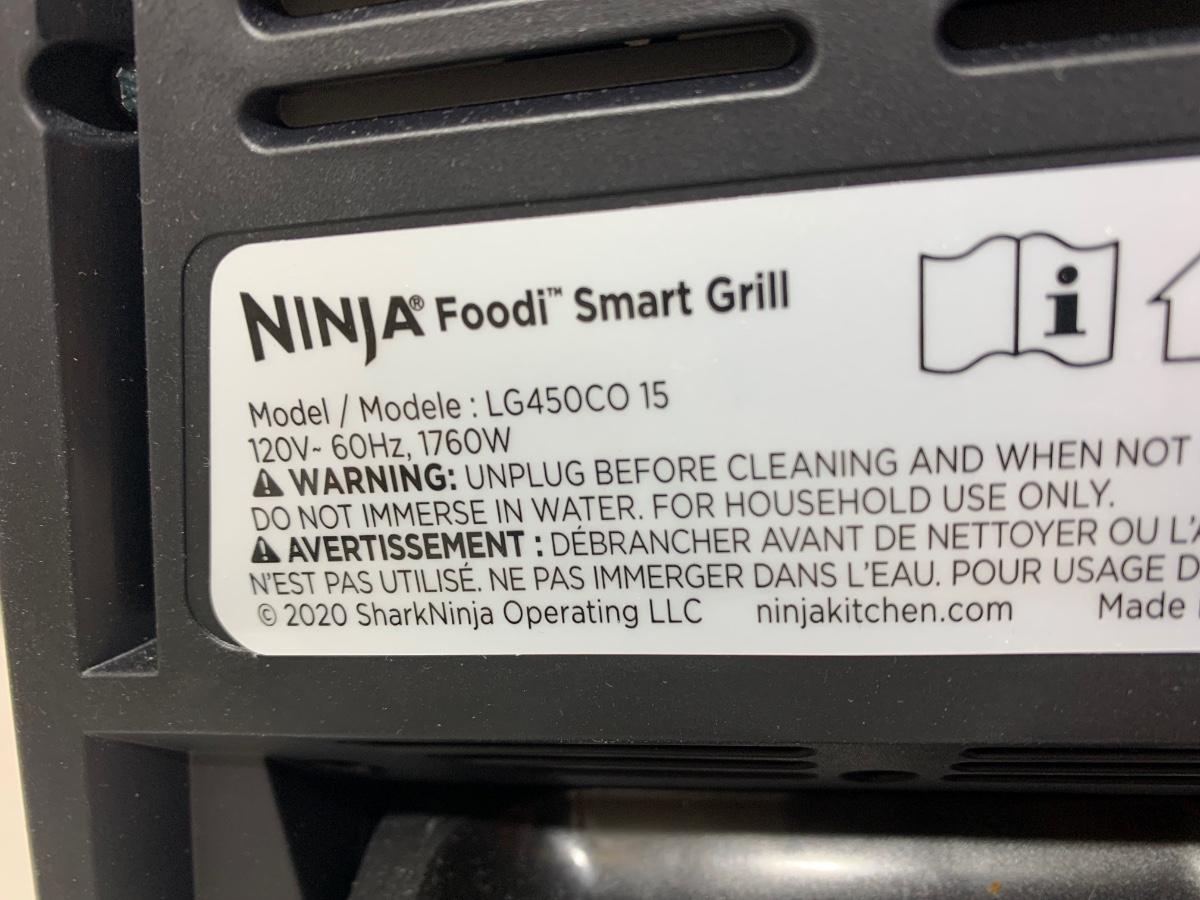 NINJA® Foodi™ Smart Grill
Model / Modele : LG450CO 15
120V~ 60Hz, 1760W
⚠ WARNING: UNPLUG BEFORE CLEANING AND WHEN NOT
DO NOT IMMERSE IN WATER. FOR HOUSEHOLD USE ONLY.
⚠ AVERTISSEMENT : DÉBRANCHER AVANT DE NETTOYER OU
N'EST PAS UTILISÉ. NE PAS IMMERGER DANS L'EAU. POUR USAGE
© 2020 SharkNinja Operating LLC ninjakitchen.com Made